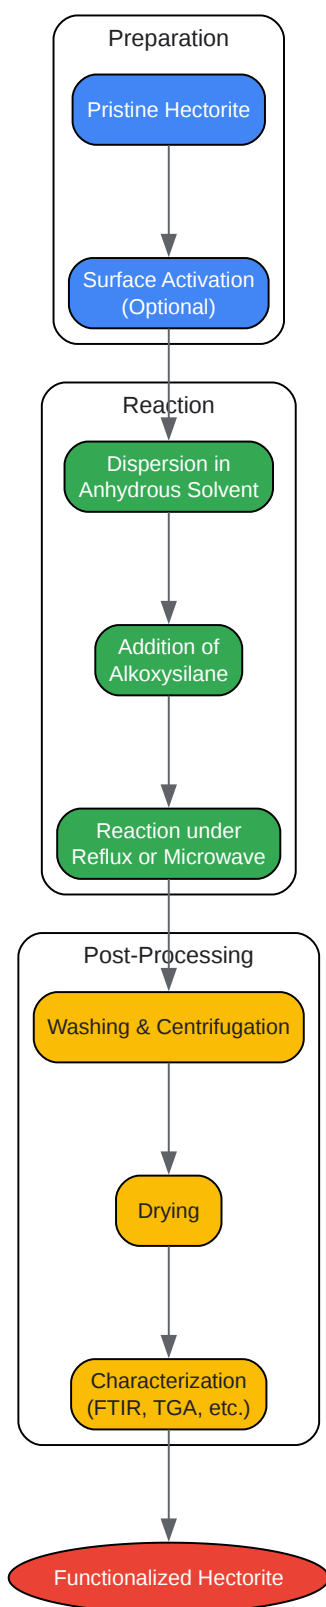 Preparation
Pristine Hectorite
Surface Activation
(Optional)
Reaction
Dispersion in
Anhydrous Solvent
Addition of
Alkoxysilane
Reaction under
Reflux or Microwave
Post-Processing
Washing & Centrifugation
Drying
Characterization
(FTIR, TGA, etc.)
Functionalized Hectorite